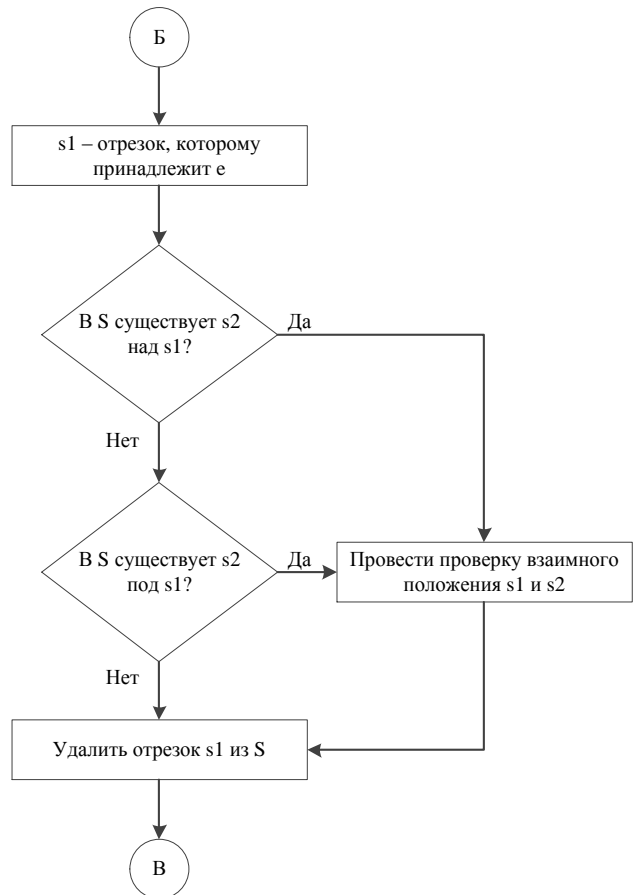 Б
s1 – отрезок, которому
принадлежит e
В S существует s2
над s1?
Да
Нет
В S существует s2
под s1?
Да
Провести проверку взаимного
положения s1 и s2
Нет
Удалить отрезок s1 из S
В